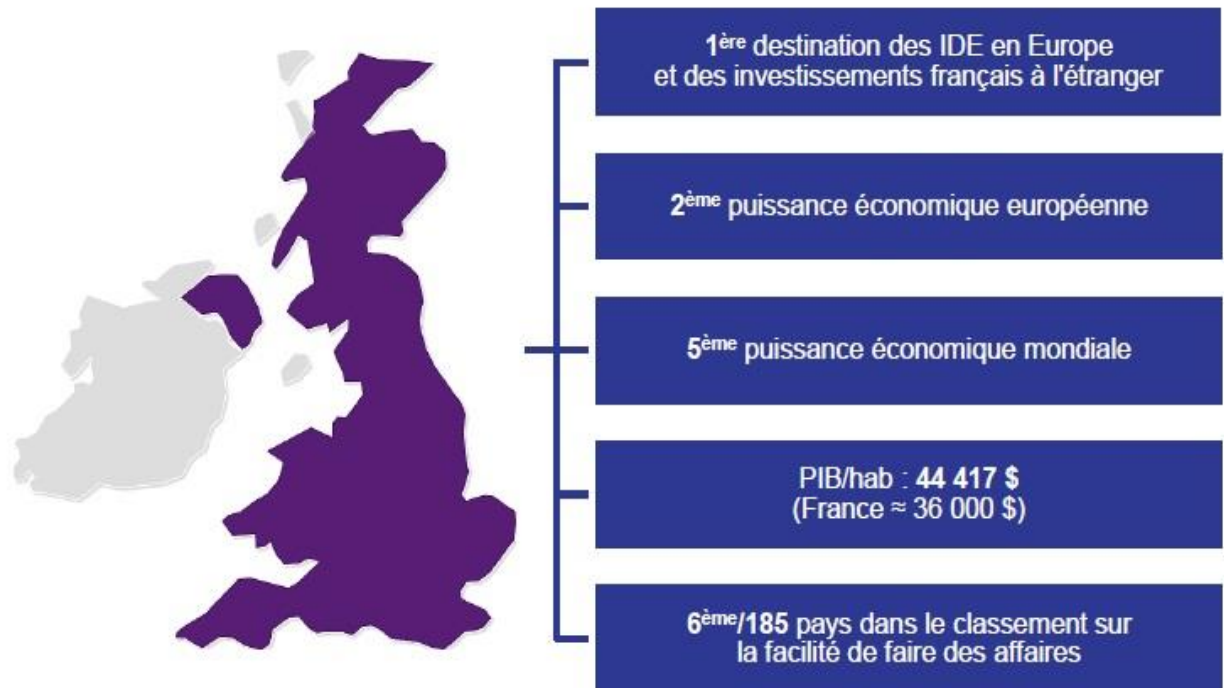 1ère destination des IDE en Europe
et des investissements français à l'étranger
2ème puissance économique européenne
5ème puissance économique mondiale
PIB/hab : 44 417 $
(France ≈ 36 000 $)
6ème/185 pays dans le classement sur
la facilité de faire des affaires